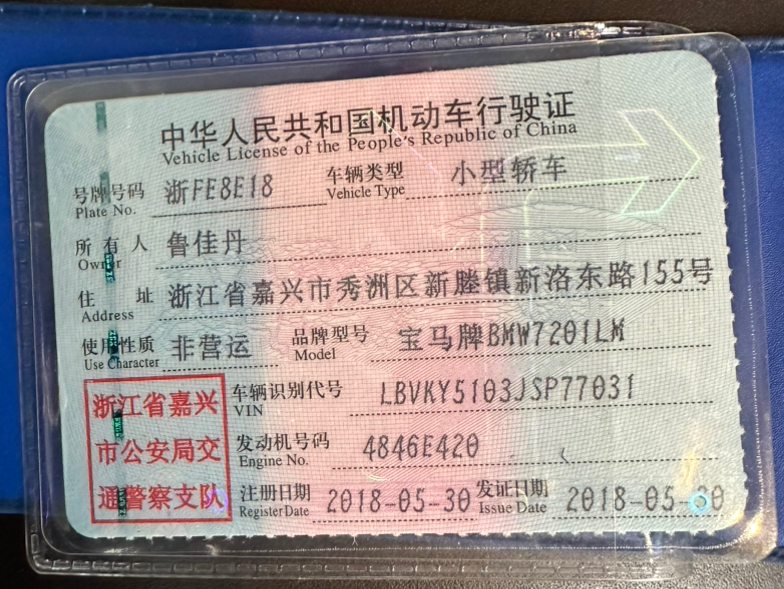 中华人民共和国机动车行驶证
Vehicle License of the People's Republic of China
号牌号码 浙FE8E18 车辆类型 小型轿车
Plate No. Vehicle Type
所有人 鲁佳丹
Owner
住址 浙江省嘉兴市秀洲区新塍镇新洛东路155号
Address
使用性质 非营运 品牌型号 宝马牌BMW7201LM
Use Character Model
浙江省嘉兴
市公安局交
通警察支队
车辆识别代号 LBVKY5103JSP77031
VIN
发动机号码 4846E420
Engine No.
注册日期 2018-05-30 发证日期 2018-05-30
Register Date Issue Date